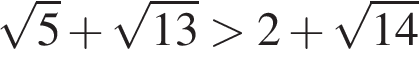 √5 + √13 > 2 + √14